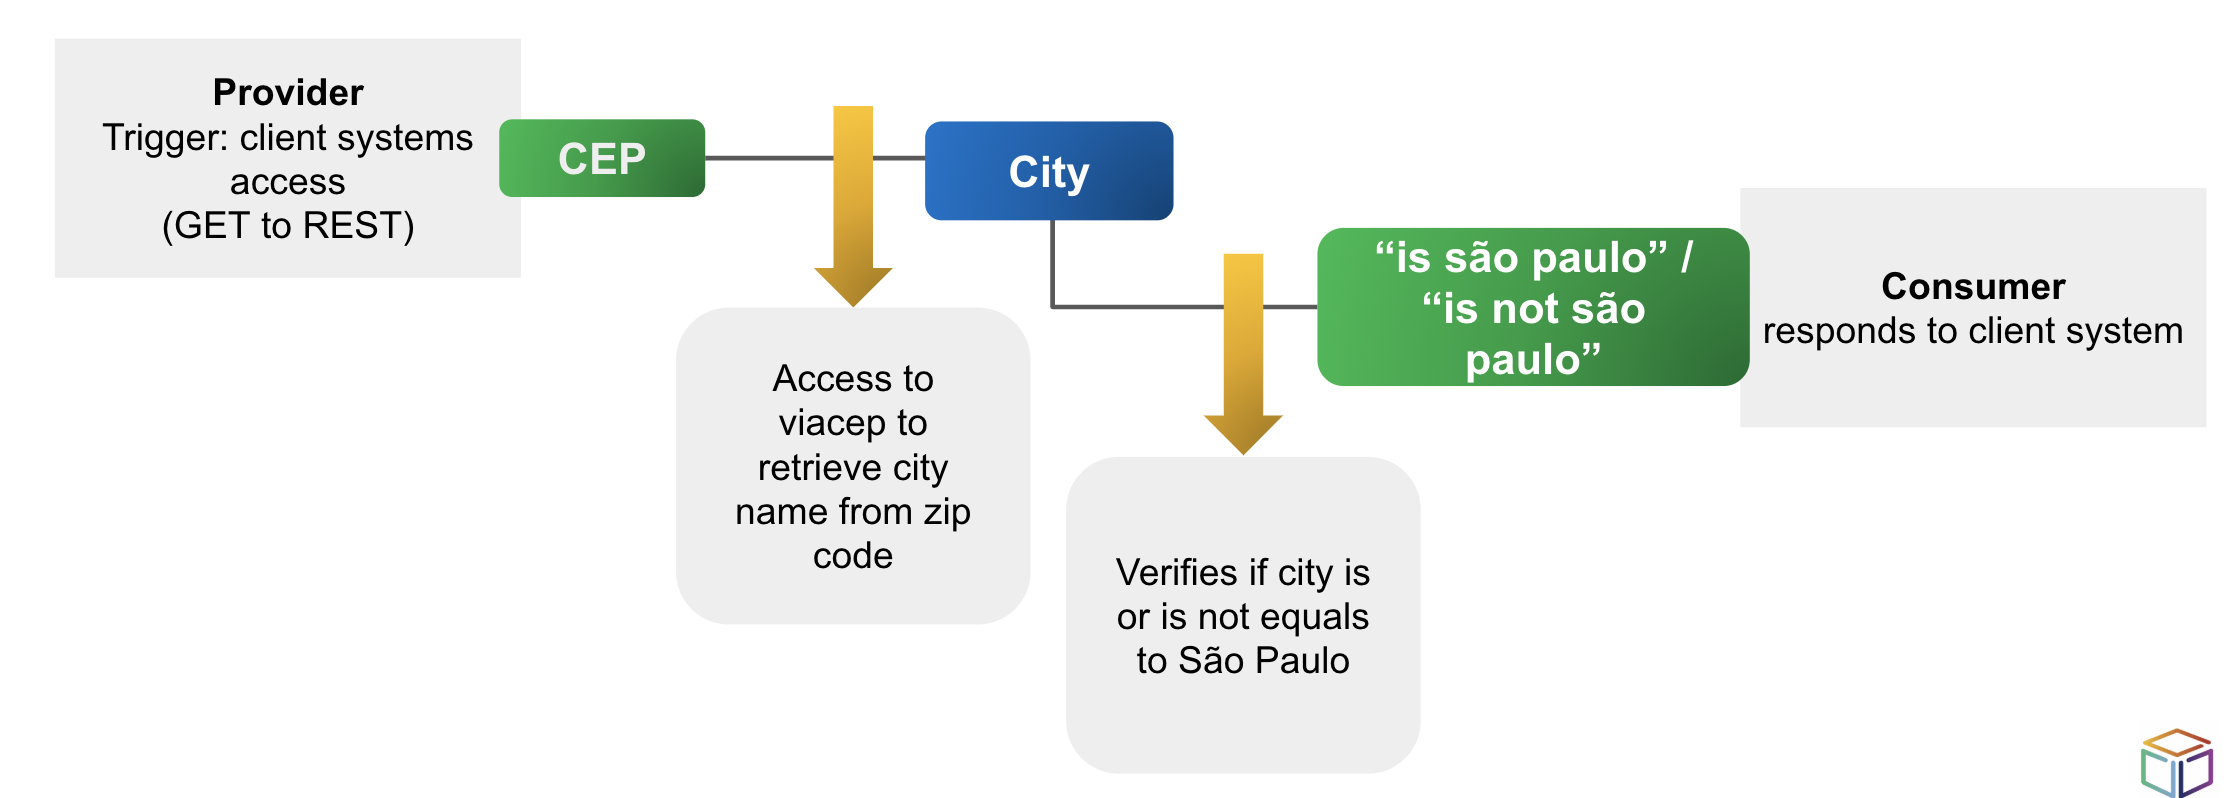 Provider
Trigger: client systems
access
(GET to REST)
CEP
City
“is são paulo” /
“is not são
paulo”
Consumer
responds to client system
Access to
viacep to
retrieve city
name from zip
code
Verifies if city is
or is not equals
to São Paulo